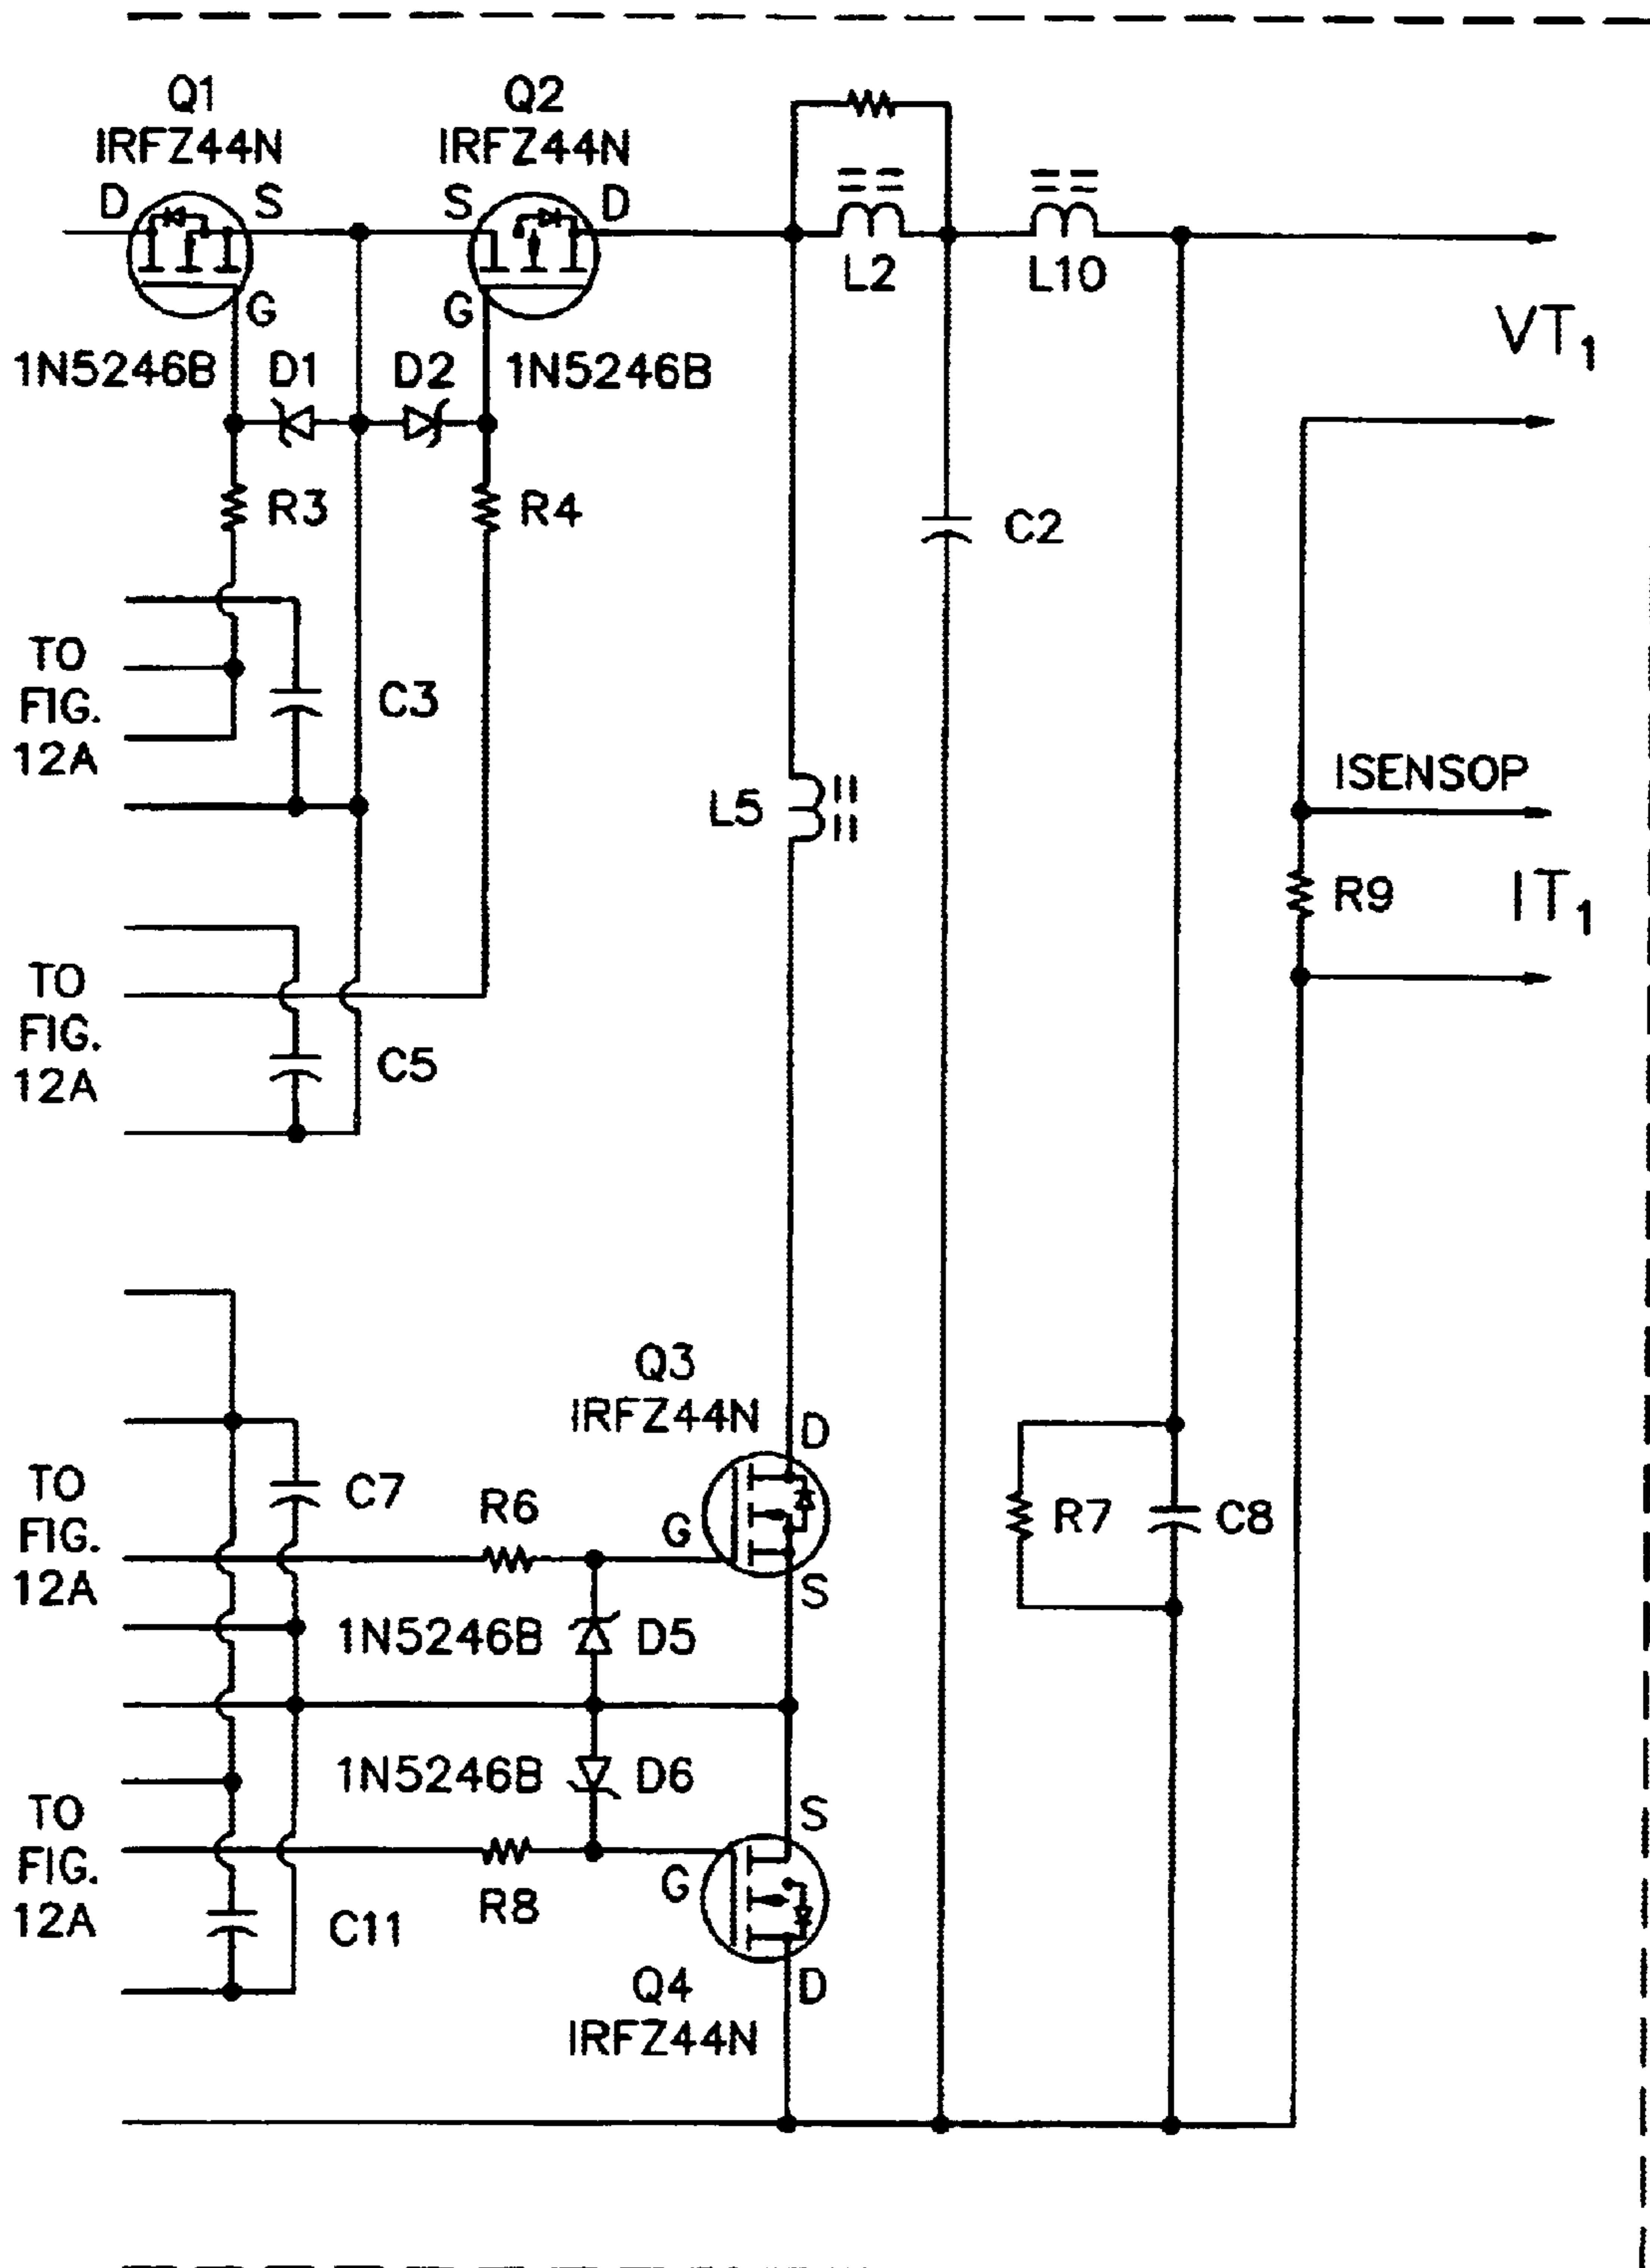 Q1
IRFZ44N
Q2
IRFZ44N
D
S
S
D
G
G
L2
L10
VT1
1N5246B
D1
D2
1N5246B
R3
R4
C2
TO
FIG.
12A
C3
L5
ISENSOP
R9
IT1
TO
FIG.
12A
C5
Q3
IRFZ44N
D
TO
FIG.
12A
C7
R6
G
S
R7
C8
1N5246B
D5
1N5246B
D6
TO
FIG.
12A
S
G
R8
C11
D
Q4
IRFZ44N